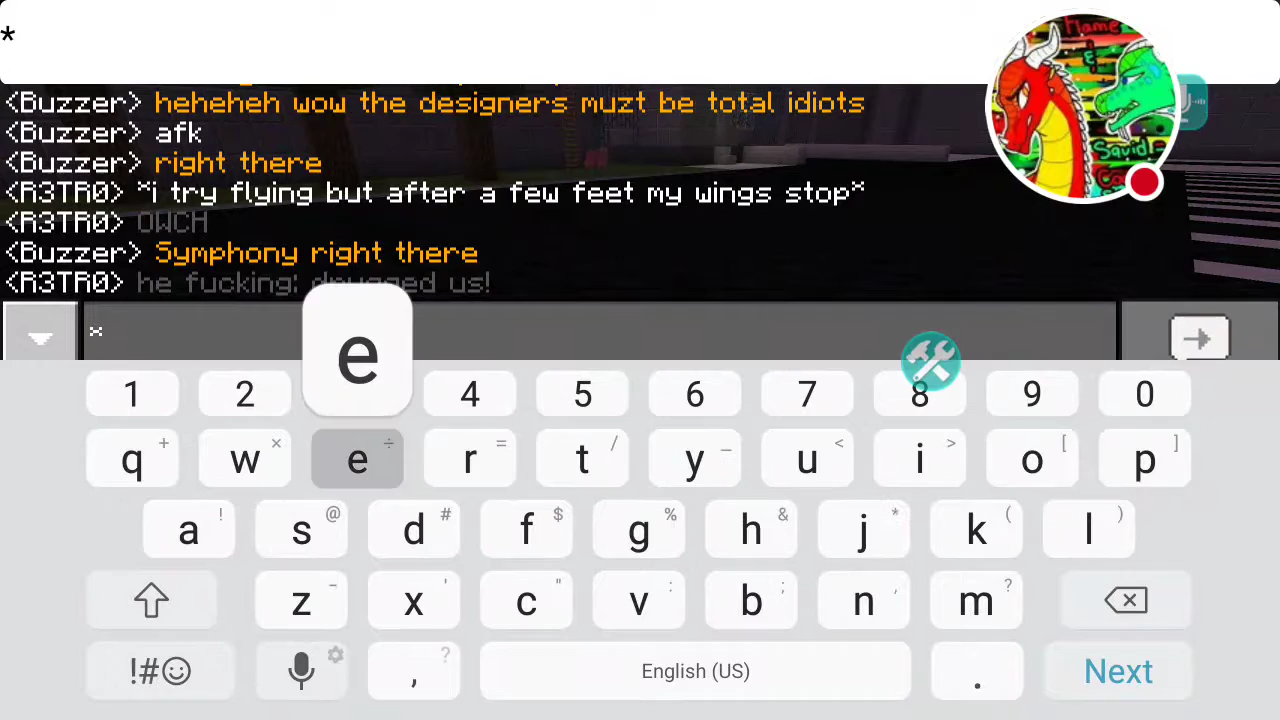 *
<Buzzer> heheheh wow the designers muzt be total idiots
<Buzzer> afk
<Buzzer> right there
<R3TR0> *i try flying but after a few feet my wings stop*
<R3TR0> OWCH
<Buzzer> Symphony right there
<R3TR0> he fucking: drugged us!
*
e
1 2 4 5 6 7 8 9 0
q + w × e ÷ r = t / y _ u < i > o [ p ]
a ! s @ d # f $ g % h & j * k ( l )
z - x ' c " v : b ; n , m ?
!#☺ , ? English (US) . Next
Flame
&
Squid